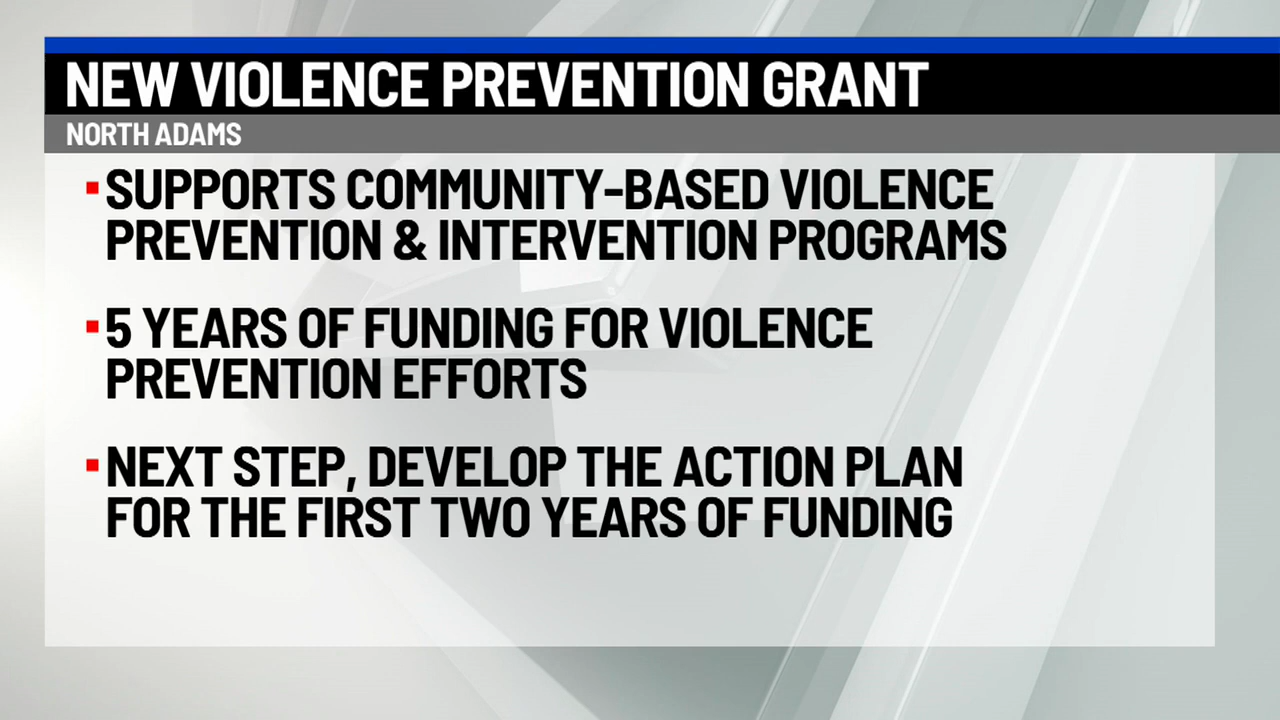 NEW VIOLENCE PREVENTION GRANT
NORTH ADAMS
SUPPORTS COMMUNITY-BASED VIOLENCE
PREVENTION & INTERVENTION PROGRAMS
5 YEARS OF FUNDING FOR VIOLENCE
PREVENTION EFFORTS
NEXT STEP, DEVELOP THE ACTION PLAN
FOR THE FIRST TWO YEARS OF FUNDING